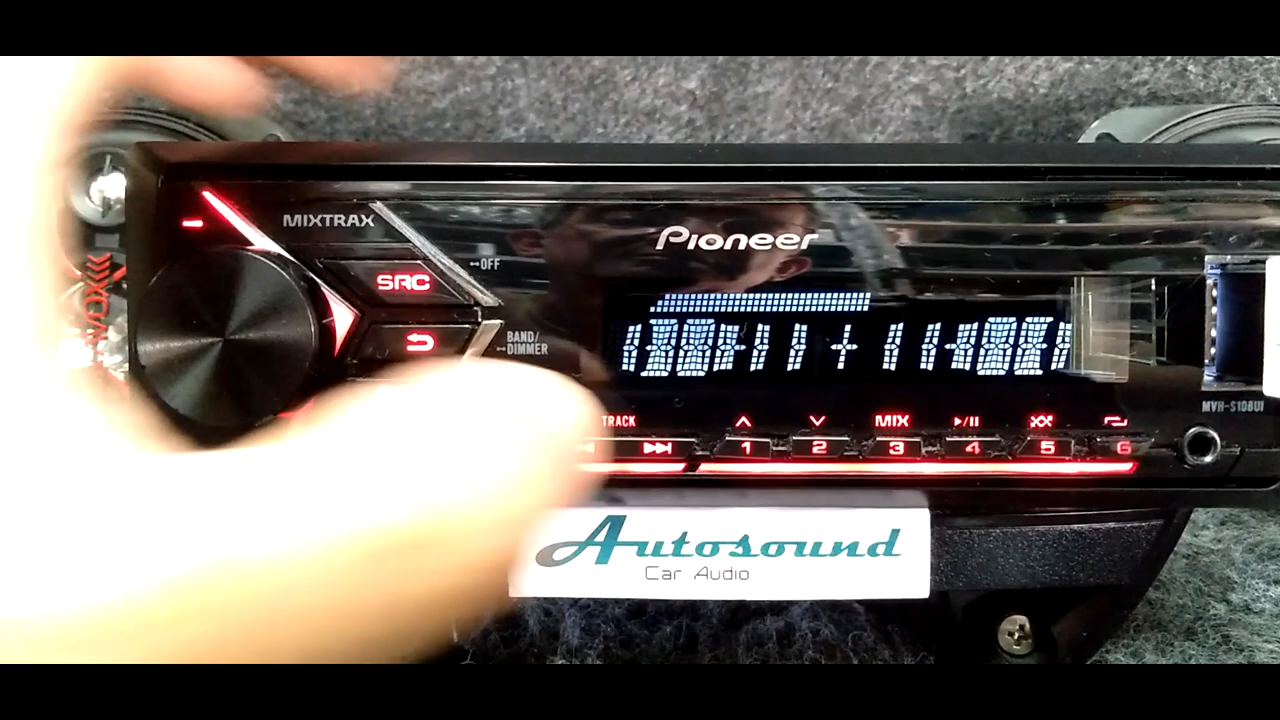 MIXTRAX
Pioneer
SRC
OFF
BAND/
DIMMER
TRACK
MIX
1 2 3 4 5 6
MVH-S108UI
Autosound
Car Audio